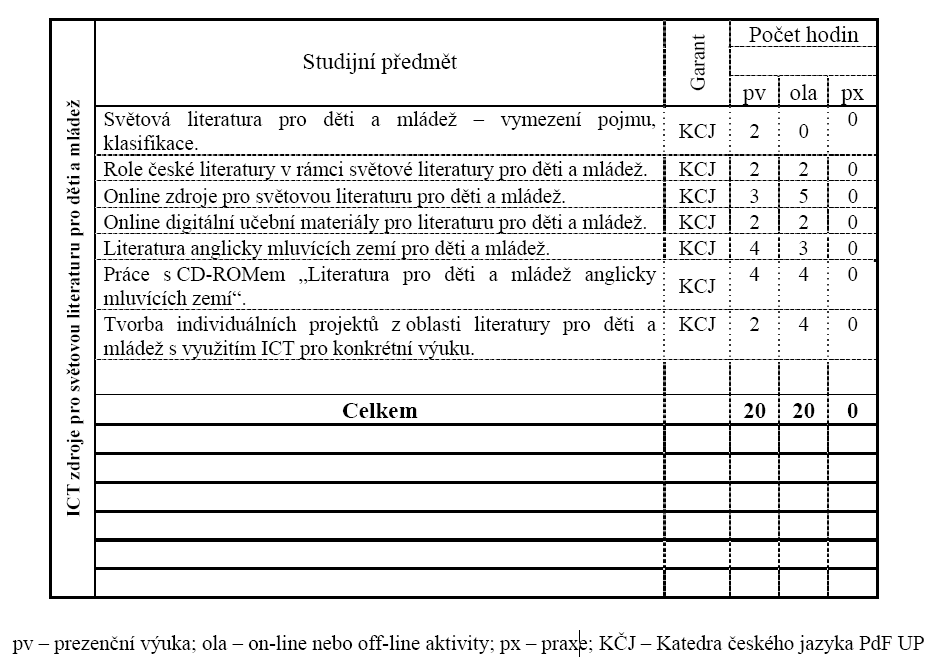 ICT zdroje pro světovou literaturu pro děti a mládež
Studijní předmět Garant Počet hodin
pv ola px
Světová literatura pro děti a mládež – vymezení pojmu,
klasifikace. KCJ 2 0 0
Role české literatury v rámci světové literatury pro děti a mládež. KCJ 2 2 0
Online zdroje pro světovou literaturu pro děti a mládež. KCJ 3 5 0
Online digitální učební materiály pro literaturu pro děti a mládež. KCJ 2 2 0
Literatura anglicky mluvících zemí pro děti a mládež. KCJ 4 3 0
Práce s CD-ROMem „Literatura pro děti a mládež anglicky
mluvících zemí“. KCJ 4 4 0
Tvorba individuálních projektů z oblasti literatury pro děti a
mládež s využitím ICT pro konkrétní výuku. KCJ 2 4 0
Celkem 20 20 0
pv – prezenční výuka; ola – on-line nebo off-line aktivity; px – praxe; KČJ – Katedra českého jazyka PdF UP